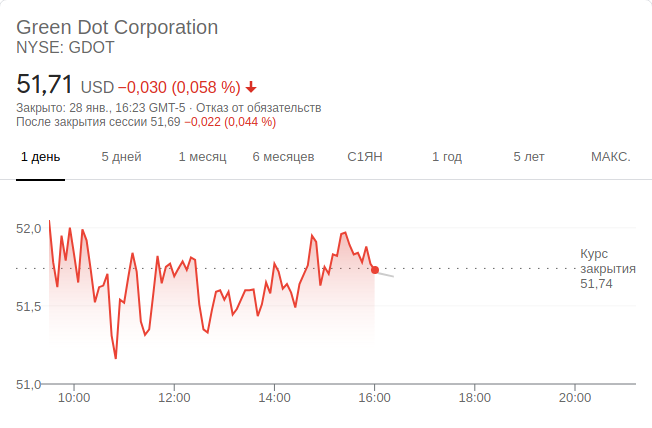 Green Dot Corporation
NYSE: GDOT
51,71 USD −0,030 (0,058 %)
Закрыто: 28 янв., 16:23 GMT-5 · Отказ от обязательств
После закрытия сессии 51,69 −0,022 (0,044 %)
1 день 5 дней 1 месяц 6 месяцев С1ЯН 1 год 5 лет МАКС.
52,0
Курс
закрытия
51,74
51,5
51,0
10:00 12:00 14:00 16:00 18:00 20:00